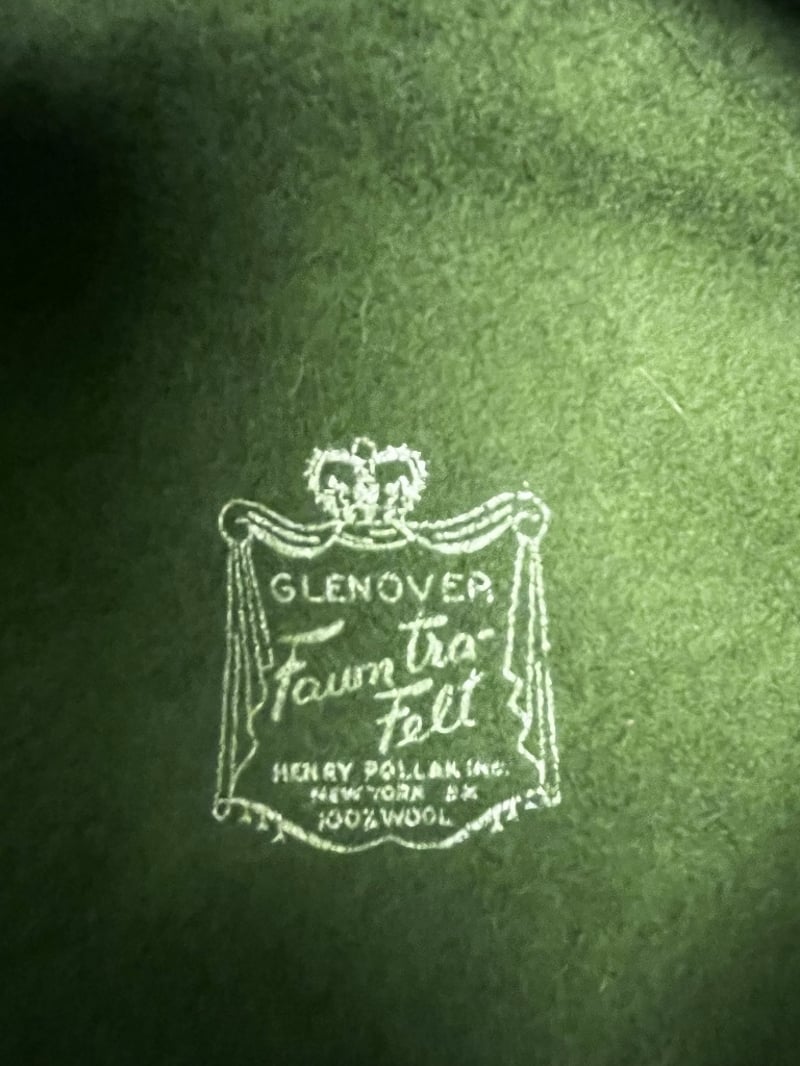 GLENOVER
Fawn tra-
Felt
HENRY POLLAK INC.
NEW YORK
100% WOOL